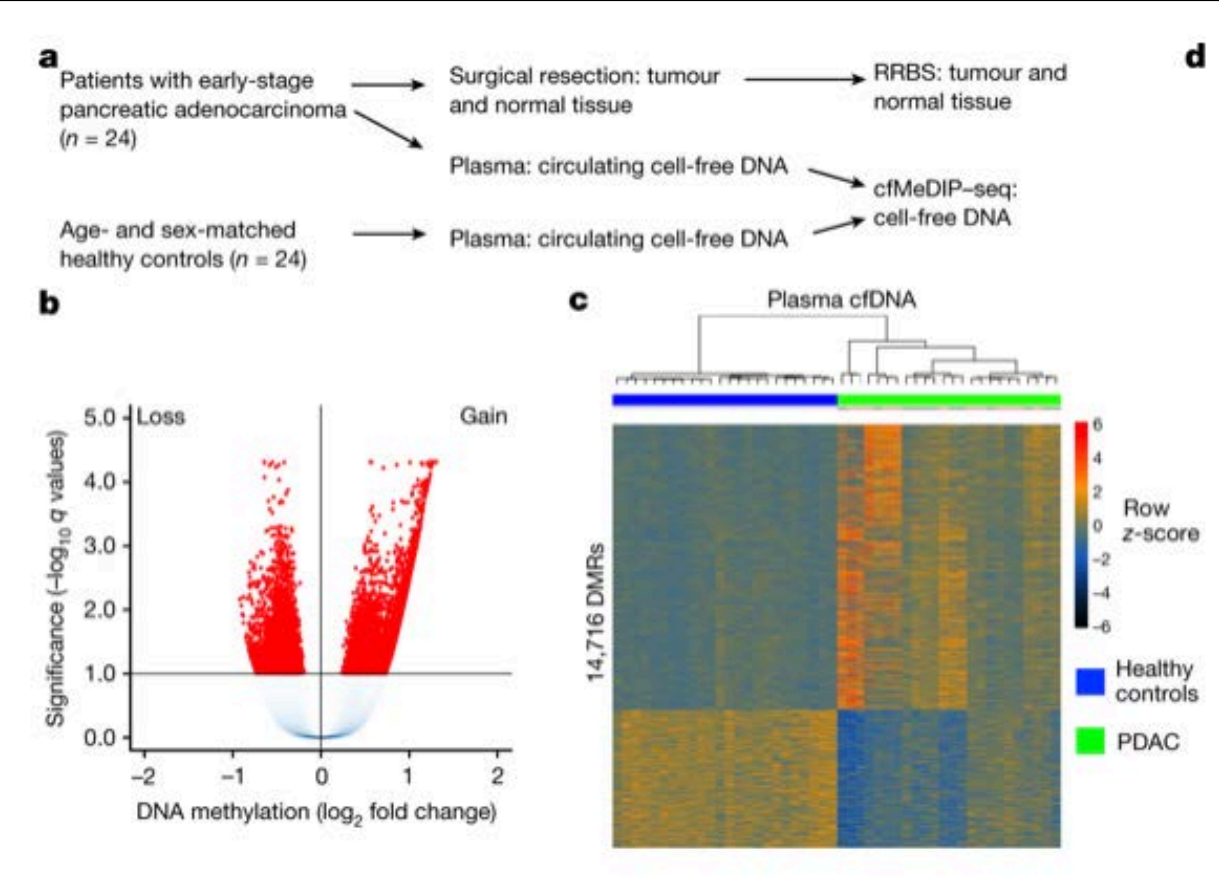 a
Patients with early-stage
pancreatic adenocarcinoma
(n = 24)
Surgical resection: tumour
and normal tissue
RRBS: tumour and
normal tissue
Plasma: circulating cell-free DNA
cfMeDIP–seq:
cell-free DNA
Age- and sex-matched
healthy controls (n = 24)
Plasma: circulating cell-free DNA
d
b
Loss
Gain
5.0
4.0
3.0
2.0
1.0
0.0
Significance (–log10 q values)
–2
–1
0
1
2
DNA methylation (log2 fold change)
c
Plasma cfDNA
14,716 DMRs
6
4
2
0
–2
–4
–6
Row
z-score
Healthy
controls
PDAC